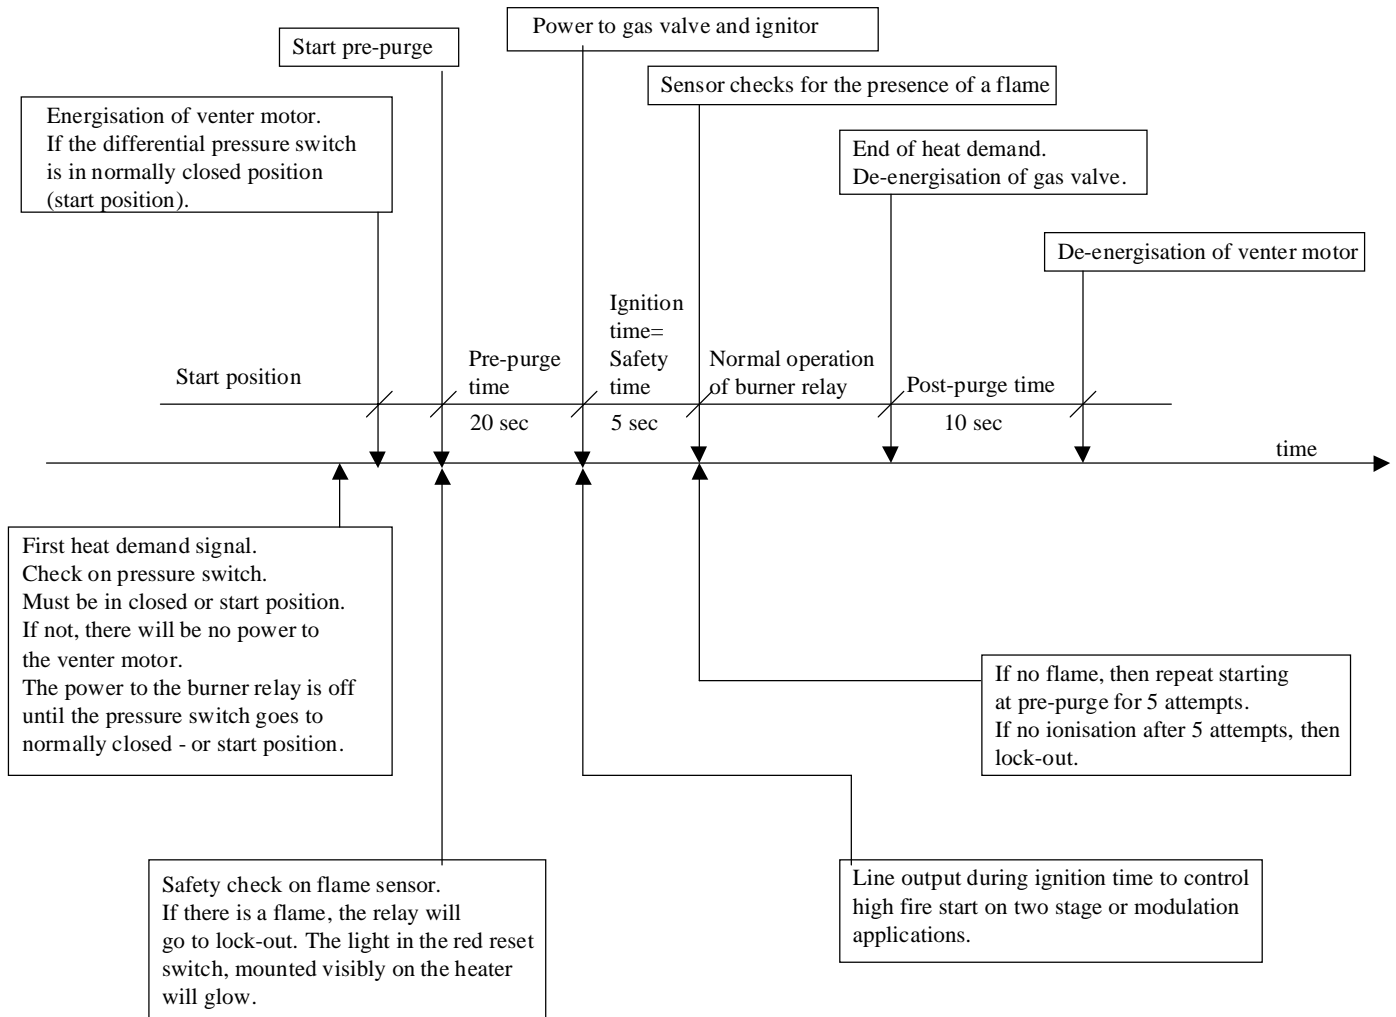 Power to gas valve and ignitor
Start pre-purge
Sensor checks for the presence of a flame
Energisation of venter motor.
If the differential pressure switch
is in normally closed position
(start position).
End of heat demand.
De-energisation of gas valve.
De-energisation of venter motor
Start position
Pre-purge
time
20 sec
Ignition
time=
Safety
time
5 sec
Normal operation
of burner relay
Post-purge time
10 sec
time
First heat demand signal.
Check on pressure switch.
Must be in closed or start position.
If not, there will be no power to
the venter motor.
The power to the burner relay is off
until the pressure switch goes to
normally closed - or start position.
If no flame, then repeat starting
at pre-purge for 5 attempts.
If no ionisation after 5 attempts, then
lock-out.
Safety check on flame sensor.
If there is a flame, the relay will
go to lock-out. The light in the red reset
switch, mounted visibly on the heater
will glow.
Line output during ignition time to control
high fire start on two stage or modulation
applications.